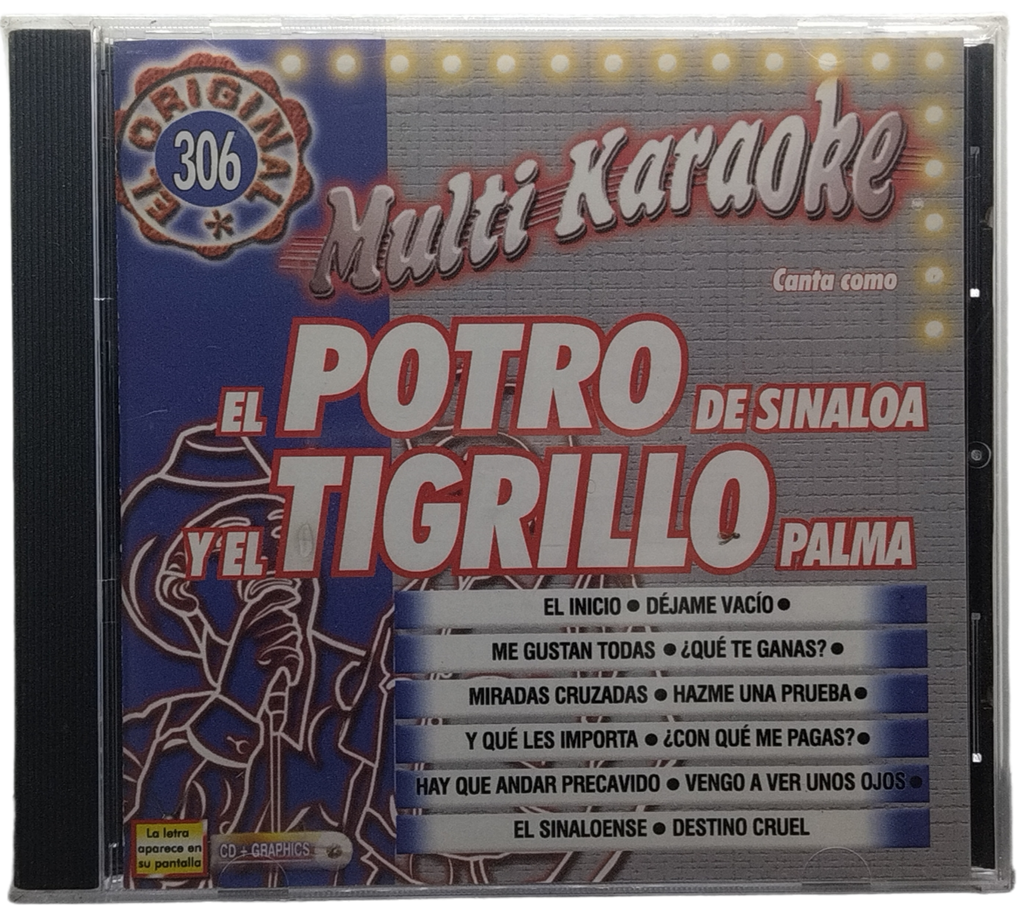 EL ORIGINAL *
306
Multi Karaoke
Canta como
EL POTRO DE SINALOA
Y EL TIGRILLO PALMA
EL INICIO ● DÉJAME VACÍO ●
ME GUSTAN TODAS ● ¿QUÉ TE GANAS? ●
MIRADAS CRUZADAS ● HAZME UNA PRUEBA ●
Y QUÉ LES IMPORTA ● ¿CON QUÉ ME PAGAS? ●
HAY QUE ANDAR PRECAVIDO ● VENGO A VER UNOS OJOS ●
EL SINALOENSE ● DESTINO CRUEL
La letra
aparece en
su pantalla
CD + GRAPHICS